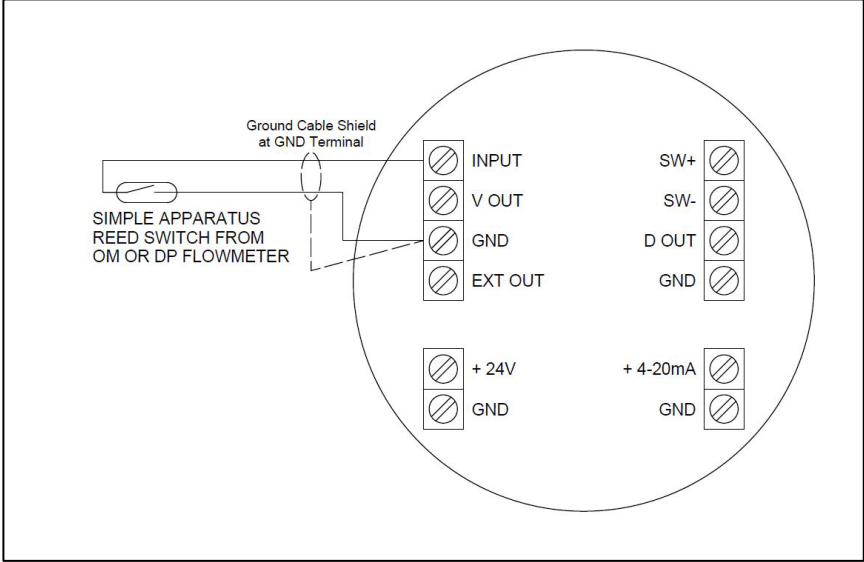 Ground Cable Shield
at GND Terminal
SIMPLE APPARATUS
REED SWITCH FROM
OM OR DP FLOWMETER
INPUT
V OUT
GND
EXT OUT
SW+
SW-
D OUT
GND
+ 24V
GND
+ 4-20mA
GND